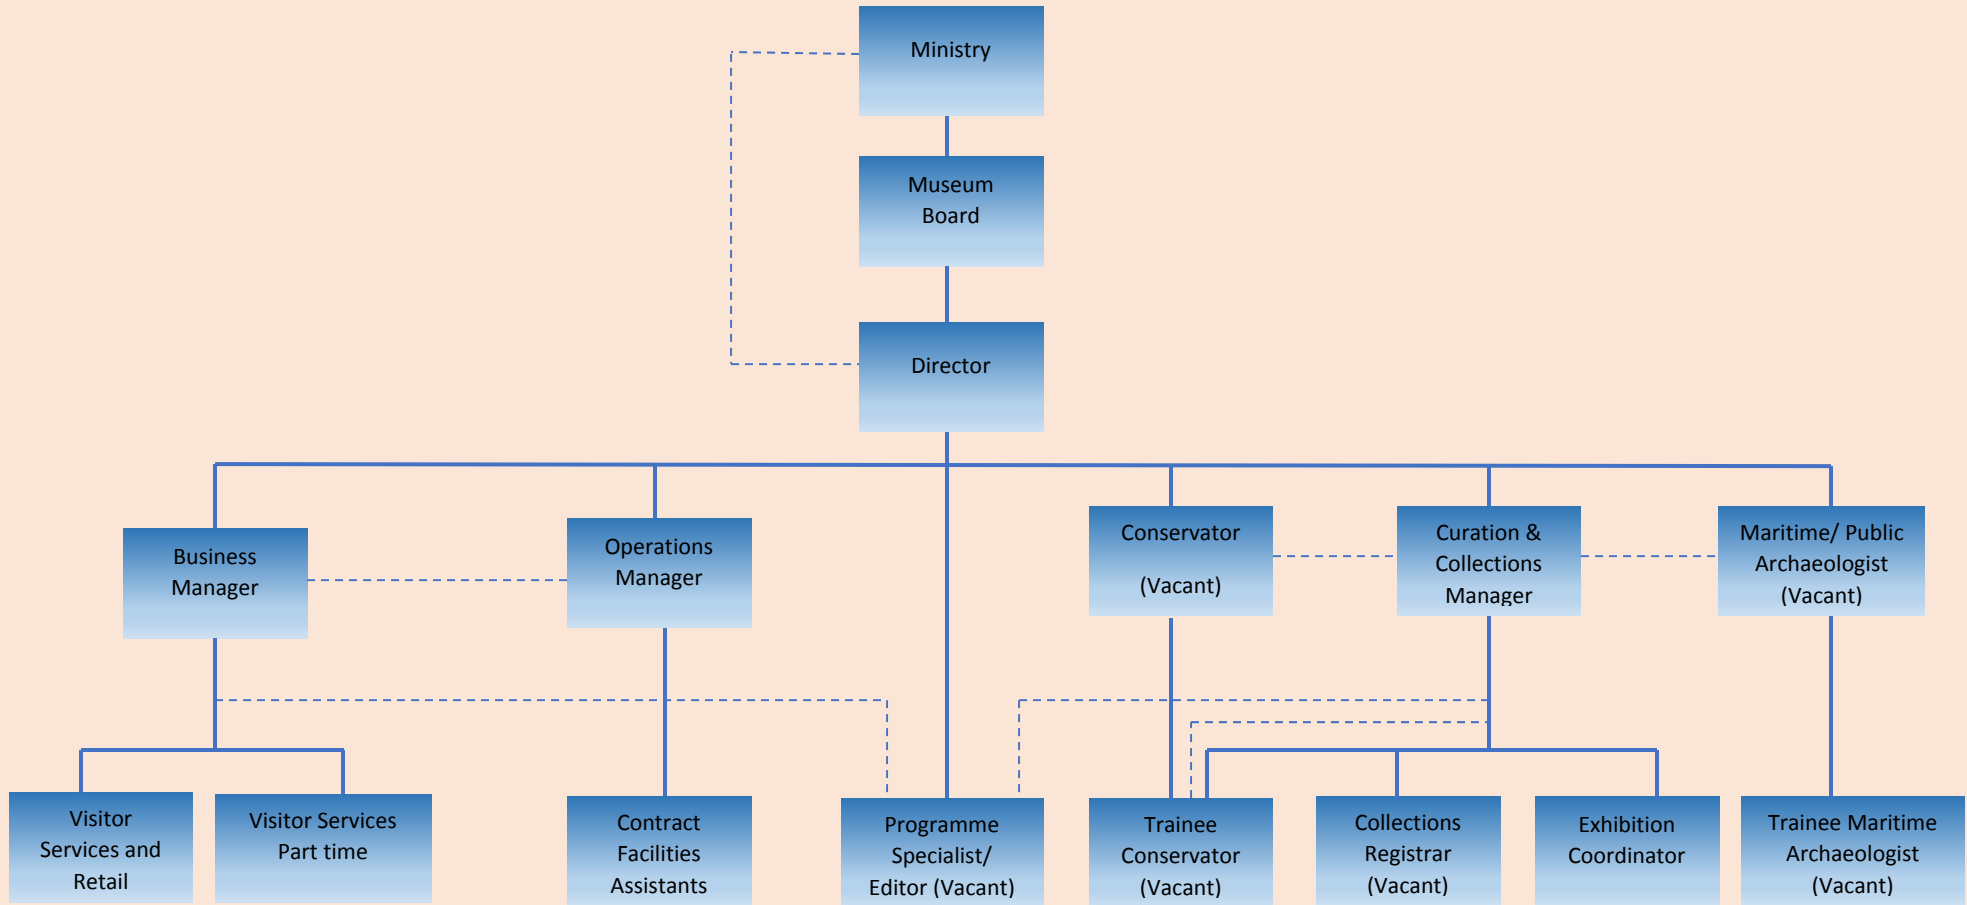 Ministry
Museum
Board
Director
Business
Manager
Operations
Manager
Conservator
(Vacant)
Curation &
Collections
Manager
Maritime/ Public
Archaeologist
(Vacant)
Visitor
Services and
Retail
Visitor Services
Part time
Contract
Facilities
Assistants
Programme
Specialist/
Editor (Vacant)
Trainee
Conservator
(Vacant)
Collections
Registrar
(Vacant)
Exhibition
Coordinator
Trainee Maritime
Archaeologist
(Vacant)